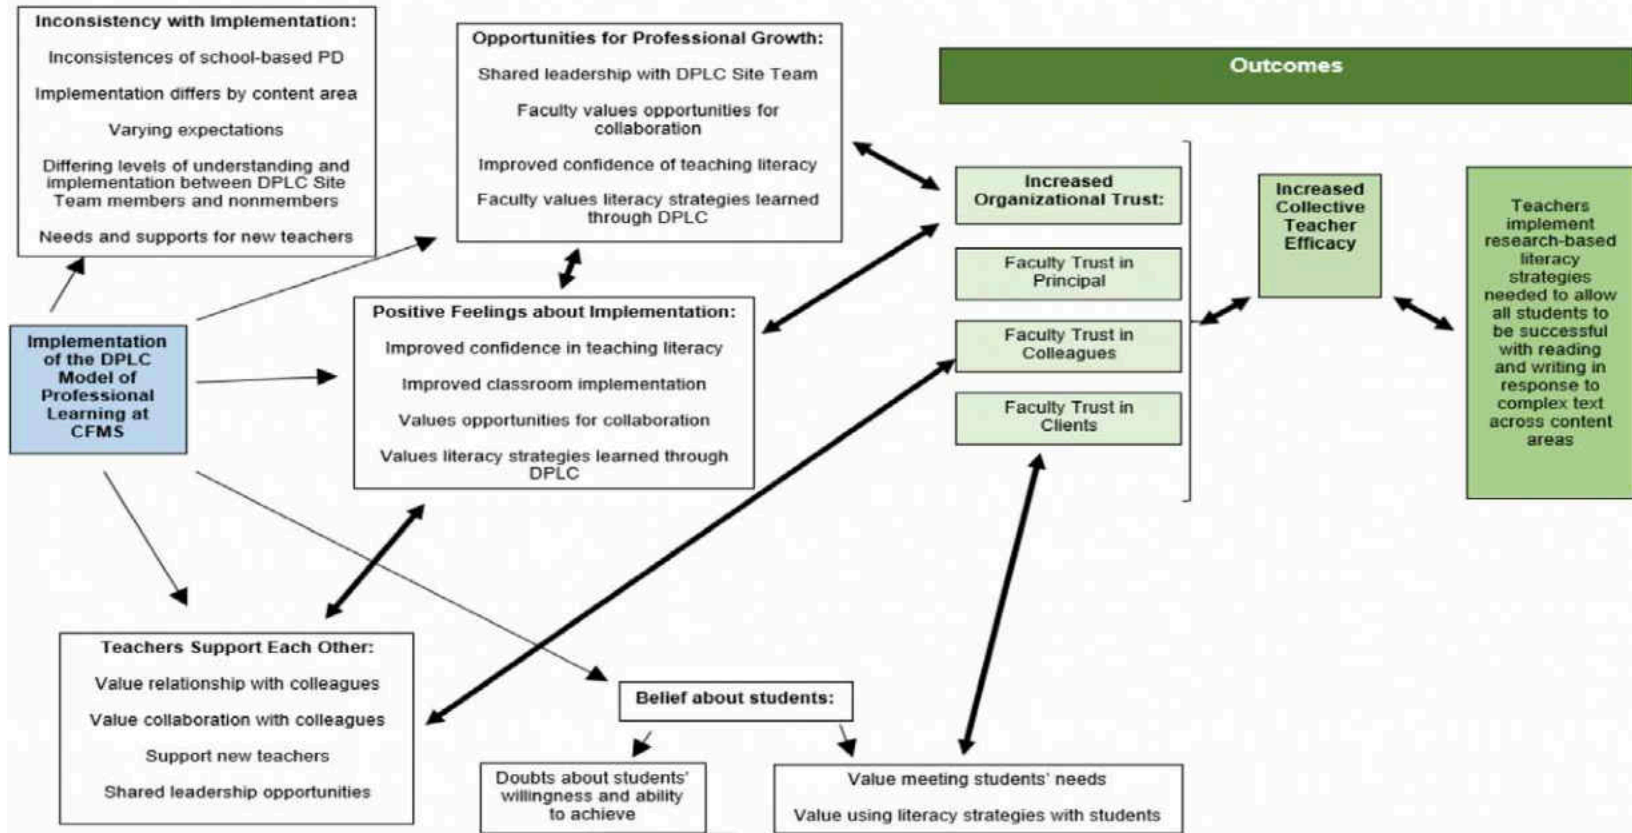 Inconsistency with Implementation:
Inconsistences of school-based PD
Implementation differs by content area
Varying expectations
Differing levels of understanding and
implementation between DPLC Site
Team members and nonmembers
Needs and supports for new teachers
Opportunities for Professional Growth:
Shared leadership with DPLC Site Team
Faculty values opportunities for
collaboration
Improved confidence of teaching literacy
Faculty values literacy strategies learned
through DPLC
Outcomes
Increased
Organizational Trust:
Faculty Trust in
Principal
Faculty Trust in
Colleagues
Faculty Trust in
Clients
Increased
Collective
Teacher
Efficacy
Teachers
implement
research-based
literacy
strategies
needed to allow
all students to
be successful
with reading
and writing in
response to
complex text
across content
areas
Implementation
of the DPLC
Model of
Professional
Learning at
CFMS
Positive Feelings about Implementation:
Improved confidence in teaching literacy
Improved classroom implementation
Values opportunities for collaboration
Values literacy strategies learned through
DPLC
Teachers Support Each Other:
Value relationship with colleagues
Value collaboration with colleagues
Support new teachers
Shared leadership opportunities
Belief about students:
Doubts about students'
willingness and ability
to achieve
Value meeting students' needs
Value using literacy strategies with students